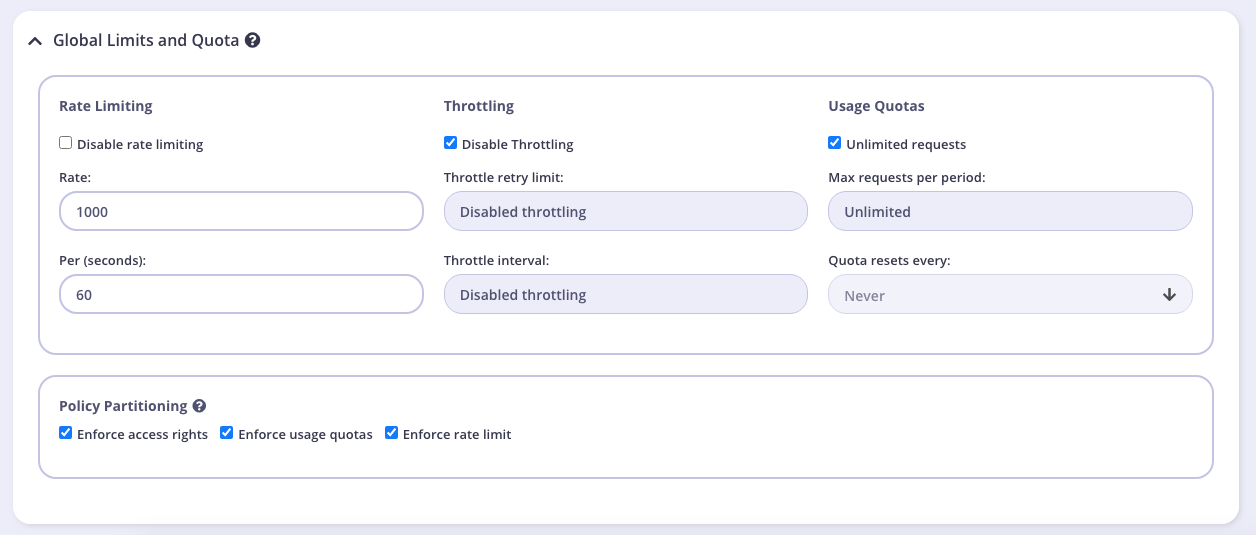 Global Limits and Quota
Rate Limiting
Disable rate limiting
Rate:
1000
Per (seconds):
60
Throttling
Disable Throttling
Throttle retry limit:
Disabled throttling
Throttle interval:
Disabled throttling
Usage Quotas
Unlimited requests
Max requests per period:
Unlimited
Quota resets every:
Never
Policy Partitioning
Enforce access rights
Enforce usage quotas
Enforce rate limit